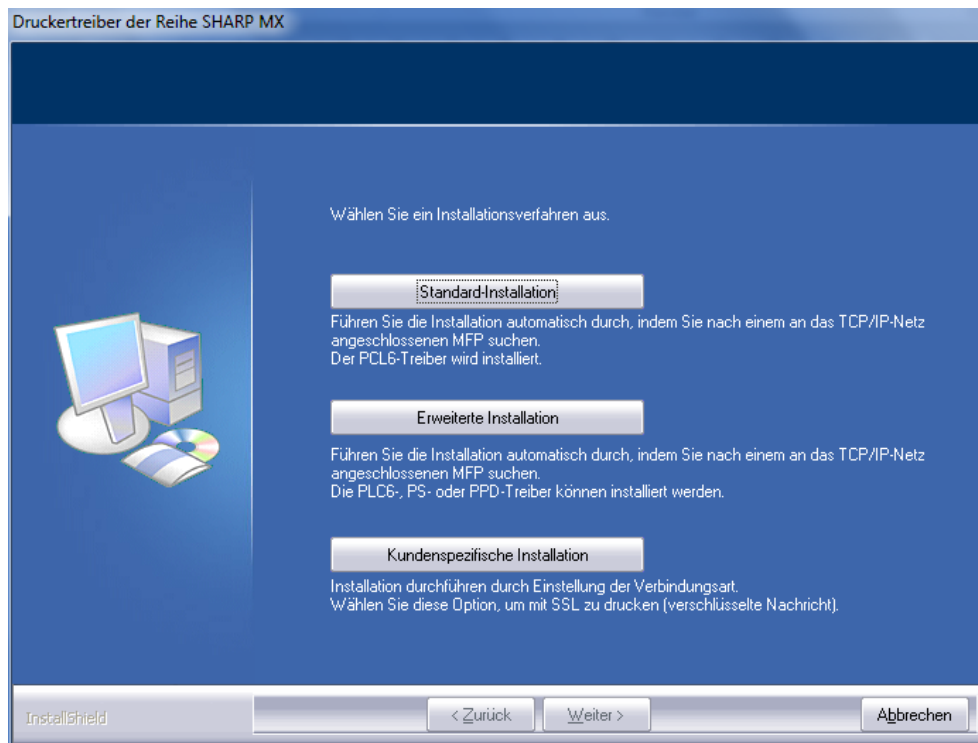 Druckertreiber der Reihe SHARP MX
Wählen Sie ein Installationsverfahren aus.
Standard-Installation
Führen Sie die Installation automatisch durch, indem Sie nach einem an das TCP/IP-Netz
angeschlossenen MFP suchen.
Der PCL6-Treiber wird installiert.
Erweiterte Installation
Führen Sie die Installation automatisch durch, indem Sie nach einem an das TCP/IP-Netz
angeschlossenen MFP suchen.
Die PLC6-, PS- oder PPD-Treiber können installiert werden.
Kundenspezifische Installation
Installation durchführen durch Einstellung der Verbindungsart.
Wählen Sie diese Option, um mit SSL zu drucken (verschlüsselte Nachricht).
InstallShield
< Zurück
Weiter >
Abbrechen